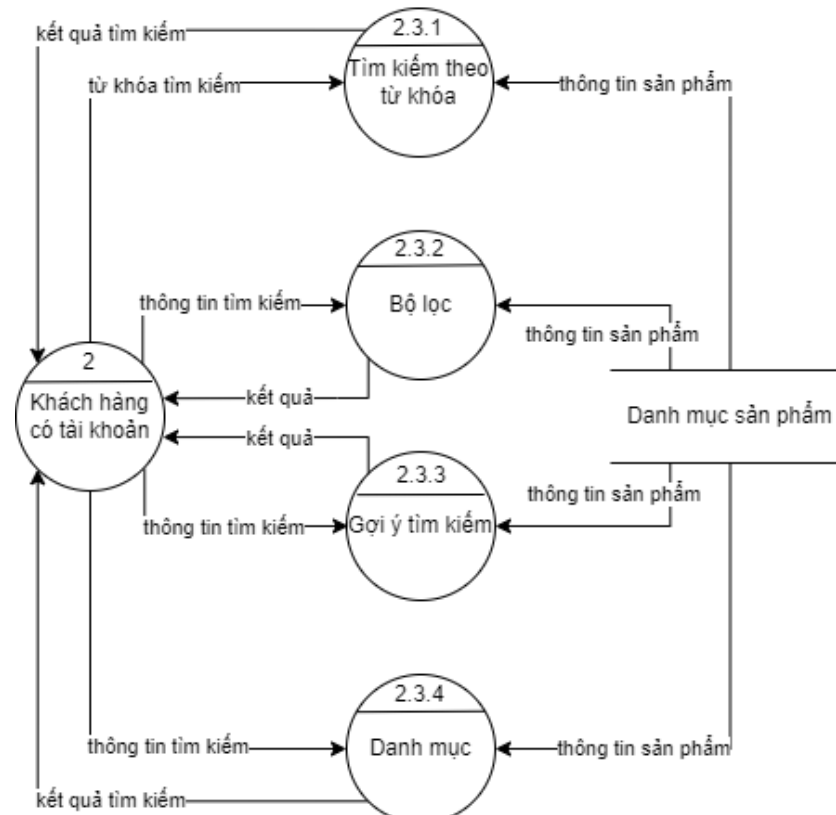 2.3.1
kết quả tìm kiếm
Tìm kiếm theo
từ khóa
từ khóa tìm kiếm
thông tin sản phẩm
2.3.2
thông tin tìm kiếm
Bộ lọc
thông tin sản phẩm
2
Khách hàng
có tài khoản
kết quả
Danh mục sản phẩm
kết quả
2.3.3
thông tin sản phẩm
thông tin tìm kiếm
Gợi ý tìm kiếm
2.3.4
thông tin tìm kiếm
Danh mục
thông tin sản phẩm
kết quả tìm kiếm